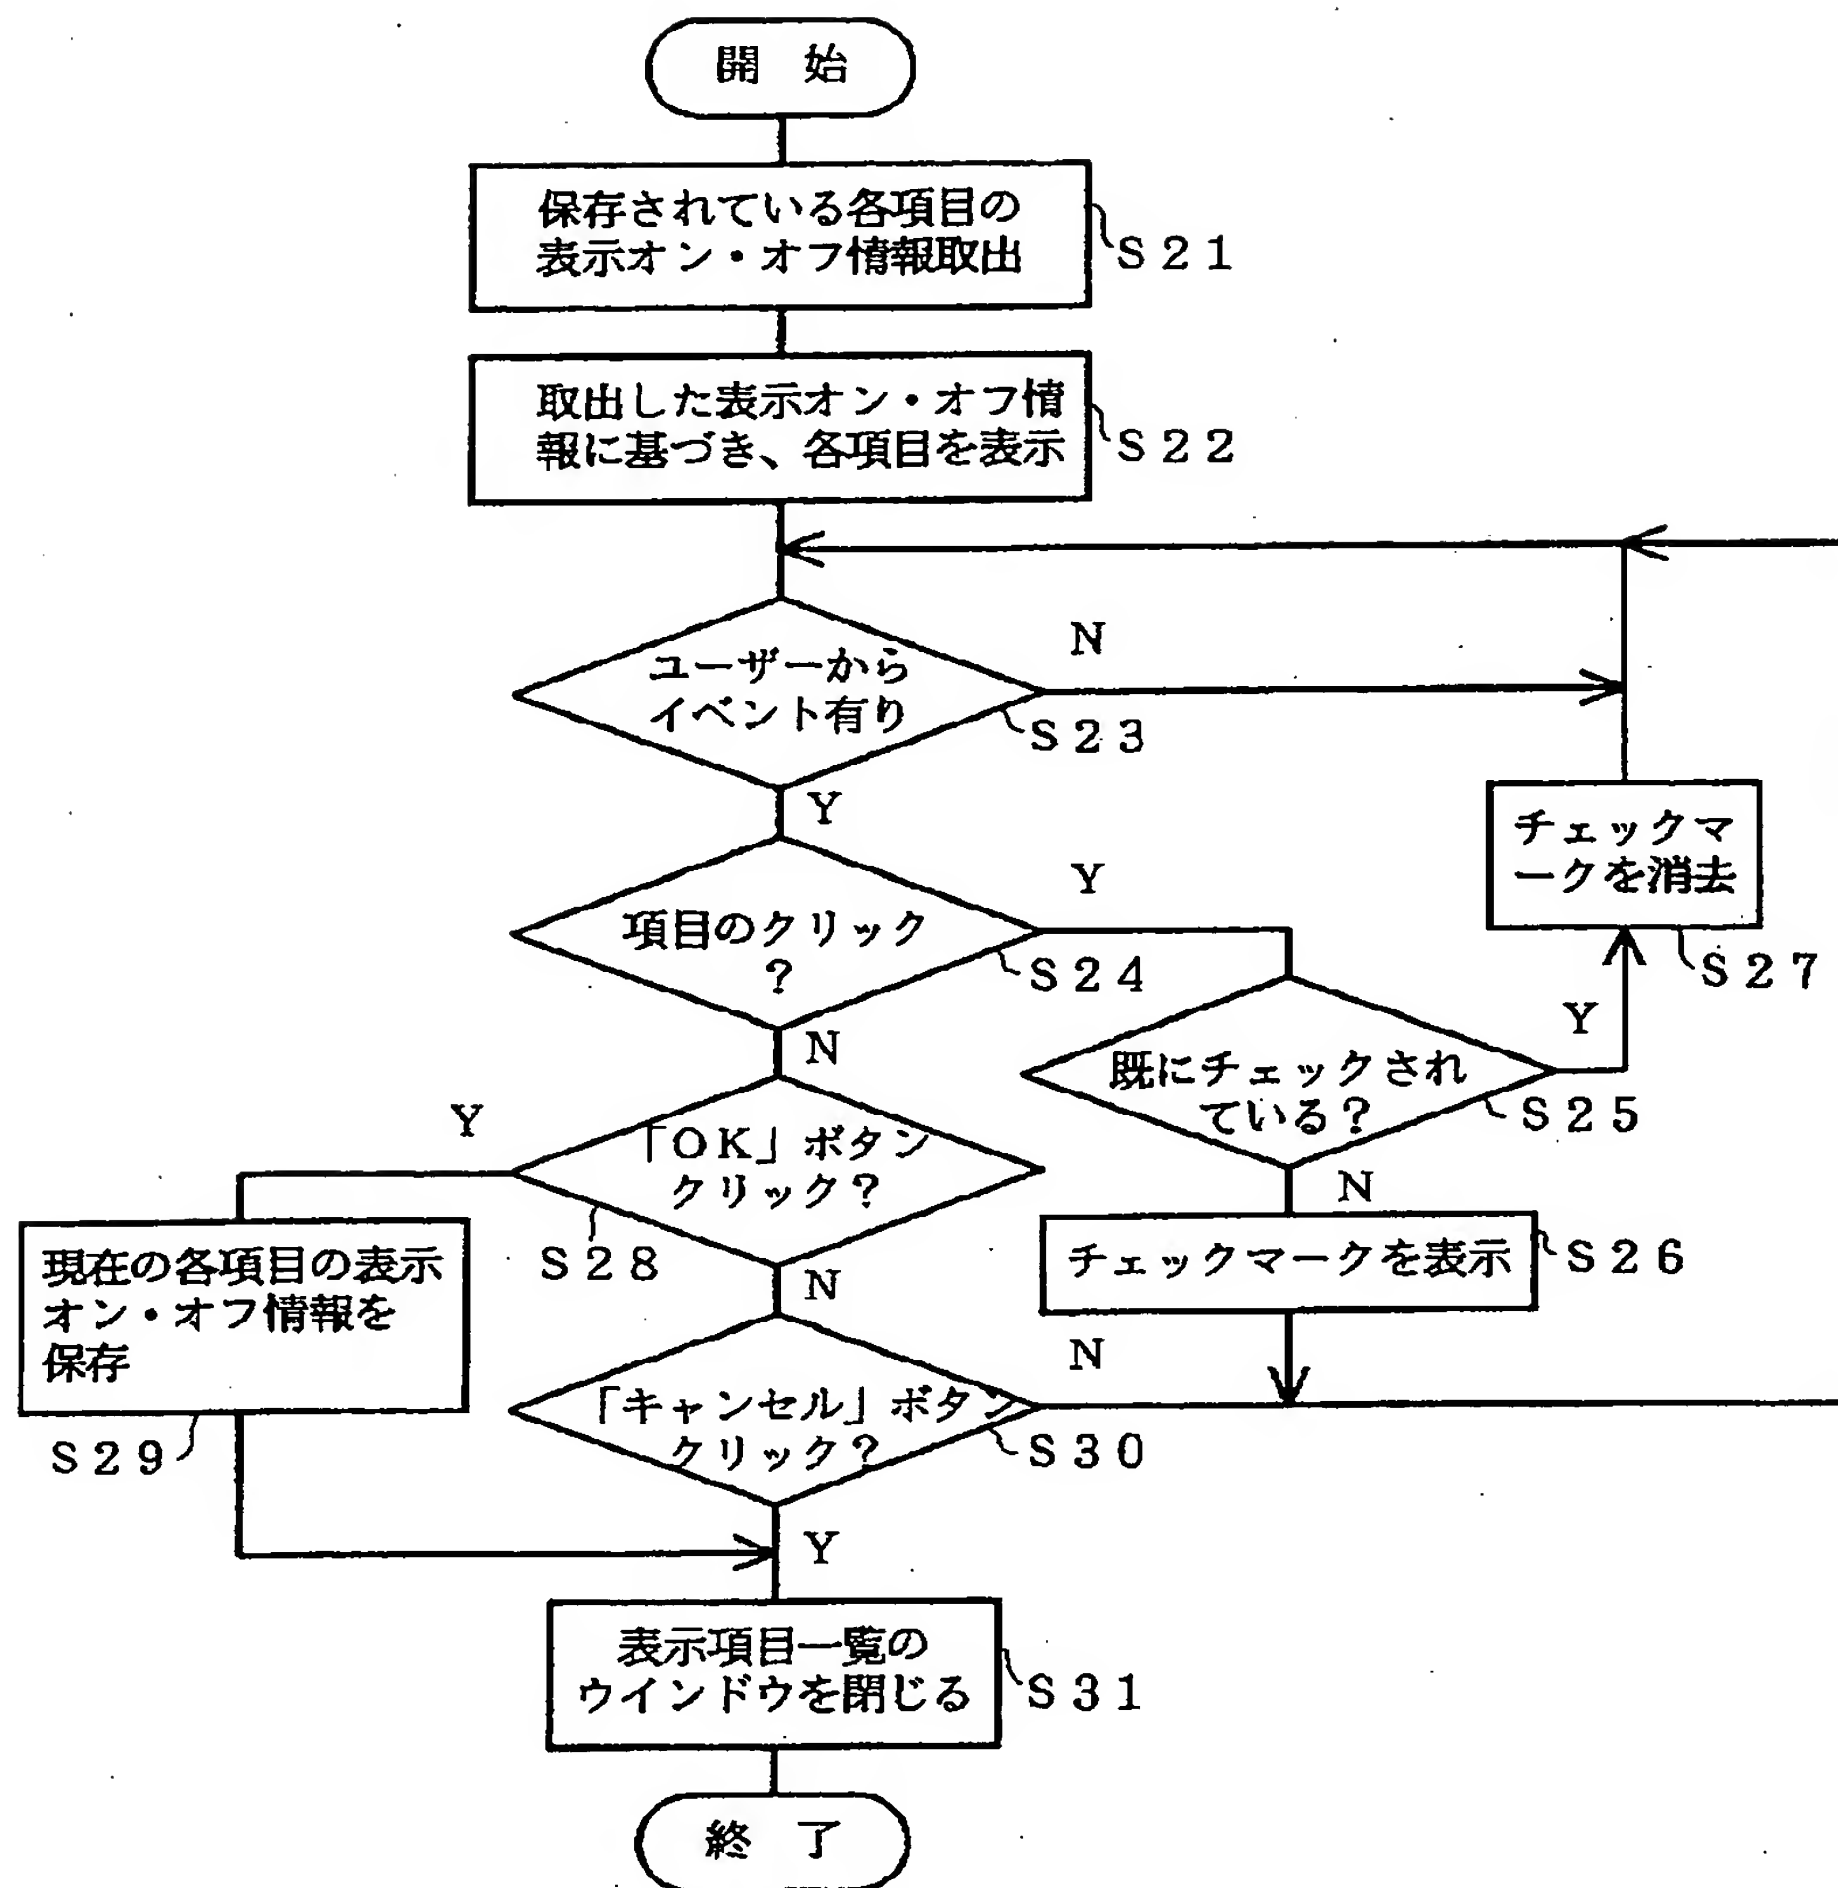 開　始
保存されている各項目の
表示オン・オフ情報取出
S21
取出した表示オン・オフ情
報に基づき、各項目を表示
S22
ユーザーから
イベント有り
N
S23
Y
チェックマ
ークを消去
S27
項目のクリック
?
Y
S24
N
既にチェックされ
ている？
Y
S25
N
「OK」ボタン
クリック？
Y
S28
N
チェックマークを表示
S26
現在の各項目の表示
オン・オフ情報を
保存
S29
「キャンセル」ボタン
クリック？
N
S30
Y
表示項目一覧の
ウインドウを閉じる
S31
終　了